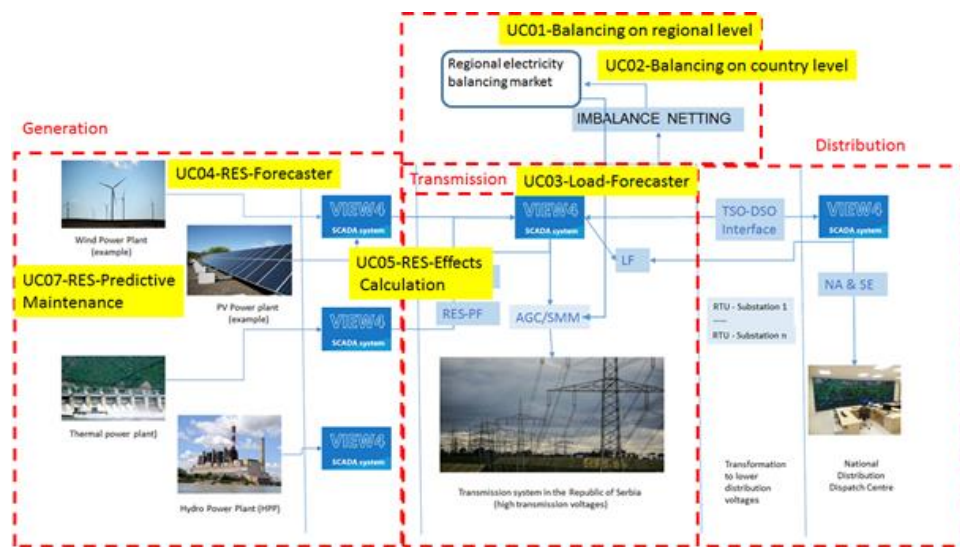 UC01-Balancing on regional level
Regional electricity
balancing market
UC02-Balancing on country level
IMBALANCE NETTING
Generation
Distribution
UC04-RES-Forecaster
Transmission
UC03-Load-Forecaster
VIEW4
SCADA system
VIEW4
SCADA system
TSO-DSO
Interface
VIEW4
SCADA system
Wind Power Plant
(example)
UC07-RES-Predictive
Maintenance
PV Power plant
(example)
UC05-RES-Effects
Calculation
LF
NA & SE
RES-PF
AGC/SMM
VIEW4
SCADA system
RTU - Substation 1
----
RTU - Substation n
Thermal power plant)
VIEW4
SCADA system
Hydro Power Plant (HPP)
Transmission system in the Republic of Serbia
(high transmission voltages)
Transformation
to lower
distribution
voltages
National
Distribution
Dispatch Centre